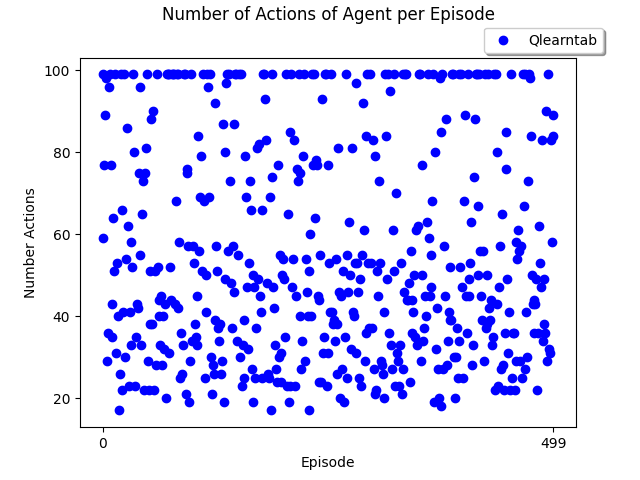 Number of Actions of Agent per Episode
Qlearntab
100
80
60
40
20
Number Actions
0
499
Episode